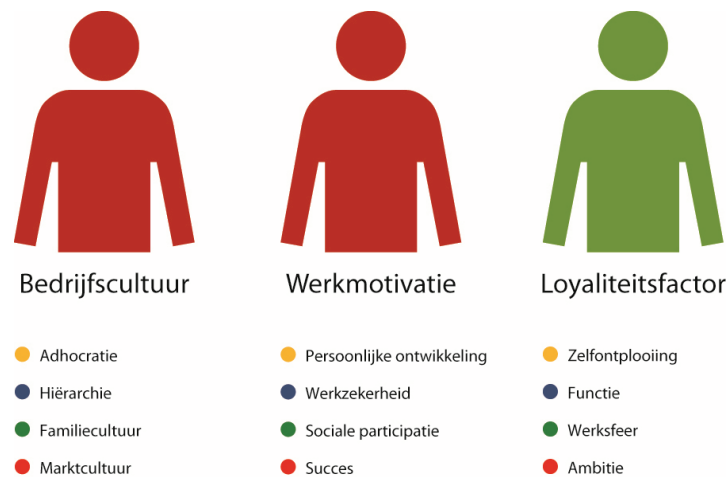 Bedrijfscultuur
Werkmotivatie
Loyaliteitsfactor
Adhocratie
Persoonlijke ontwikkeling
Zelfontplooiing
Hiërarchie
Werkzekerheid
Functie
Familiecultuur
Sociale participatie
Werksfeer
Marktcultuur
Succes
Ambitie